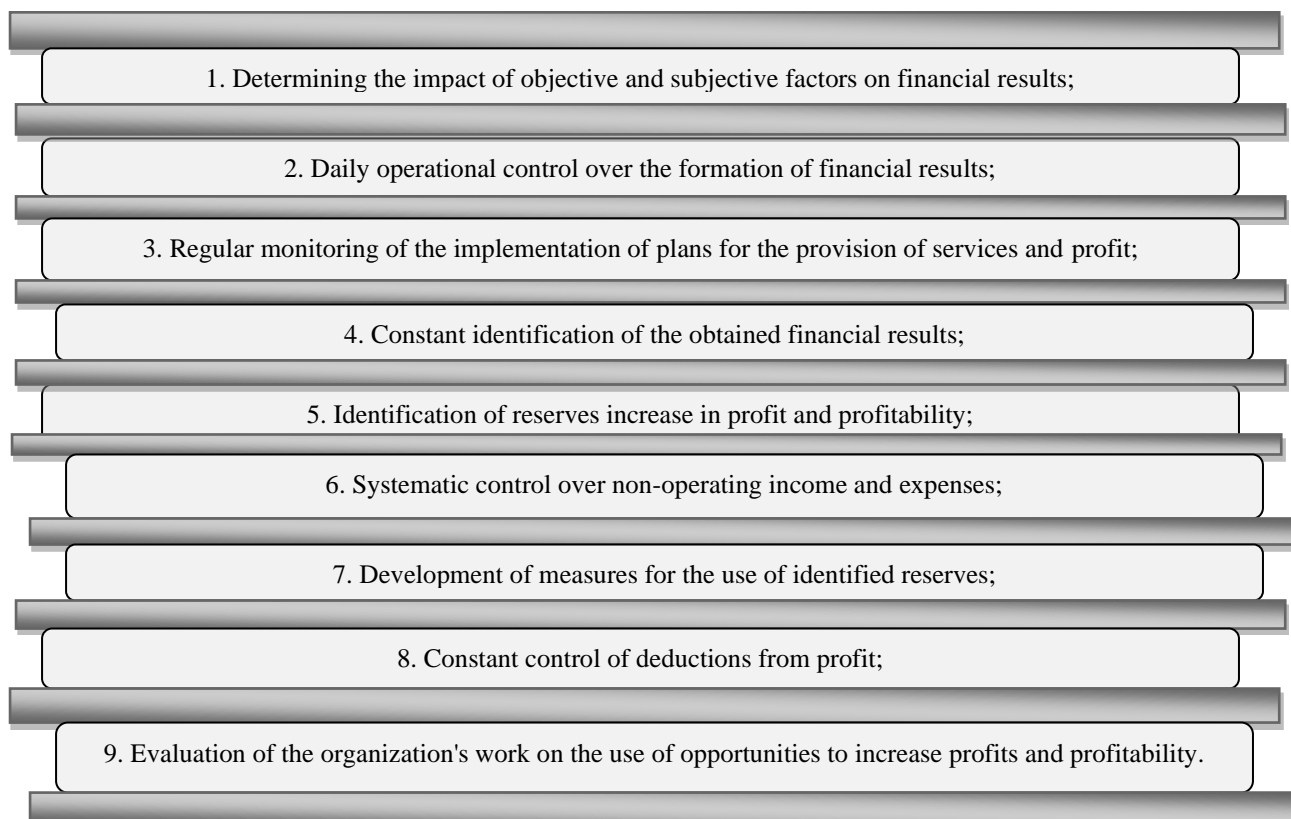 1. Determining the impact of objective and subjective factors on financial results;
2. Daily operational control over the formation of financial results;
3. Regular monitoring of the implementation of plans for the provision of services and profit;
4. Constant identification of the obtained financial results;
5. Identification of reserves increase in profit and profitability;
6. Systematic control over non-operating income and expenses;
7. Development of measures for the use of identified reserves;
8. Constant control of deductions from profit;
9. Evaluation of the organization's work on the use of opportunities to increase profits and profitability.